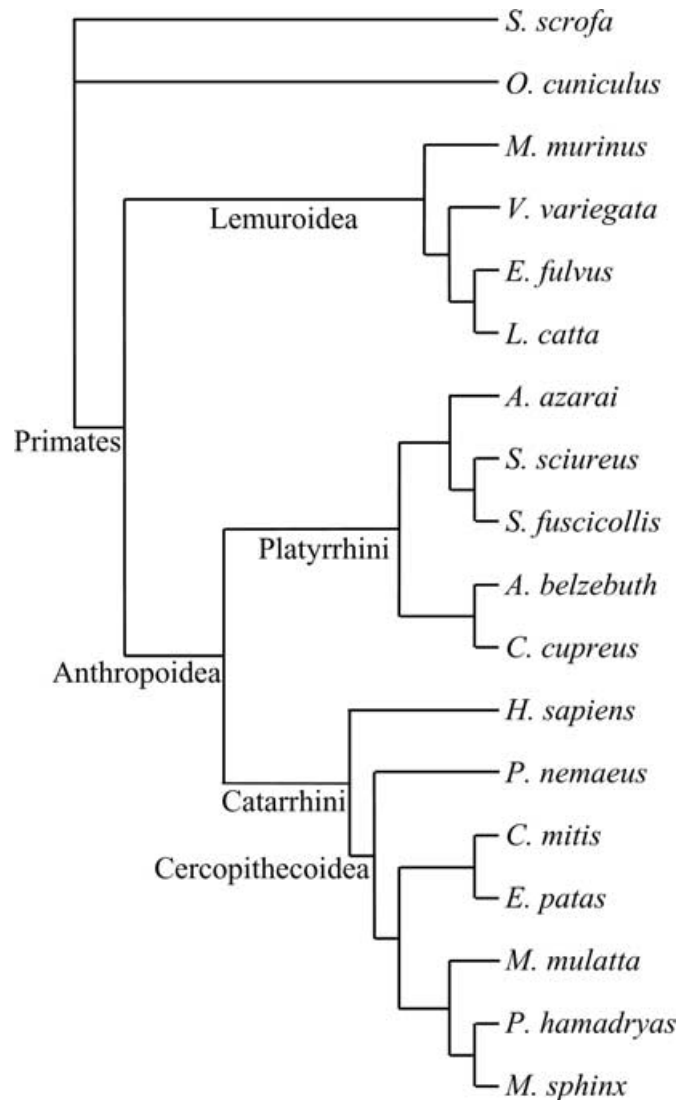 S. scrofa
O. cuniculus
M. murinus
V. variegata
Lemuroidea
E. fulvus
L. catta
A. azarai
Primates
S. sciureus
S. fuscicollis
Platyrrhini
A. belzebuth
C. cupreus
Anthropoidea
H. sapiens
P. nemaeus
Catarrhini
C. mitis
Cercopithecoidea
E. patas
M. mulatta
P. hamadryas
M. sphinx